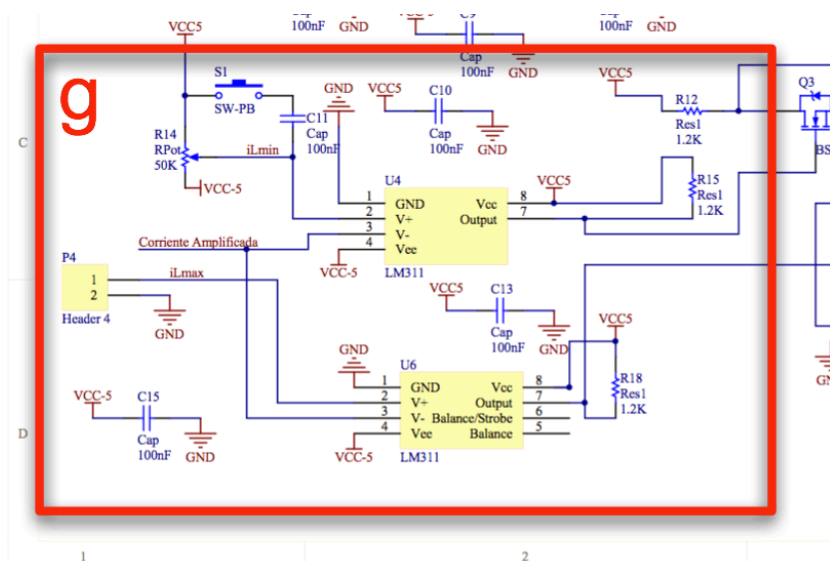 Cap
100nF
GND
VCC5
C9
Cap
100nF
GND
Cap
100nF
GND
g
VCC5
S1
SW-PB
C11
Cap
100nF
R14
RPot
50K
iLmin
VCC-5
GND
VCC5
C10
Cap
100nF
GND
VCC5
R12
Res1
1.2K
Q3
BS
C
U4
1
2
3
4
GND
V+
V-
Vee
Vcc
Output
8
7
LM311
VCC5
R15
Res1
1.2K
Corriente Amplificada
VCC-5
P4
1
2
Header 4
iLmax
GND
VCC5
C13
Cap
100nF
GND
VCC5
R18
Res1
1.2K
GND
U6
1
2
3
4
GND
V+
V-
Vee
Vcc
Output
Balance/Strobe
Balance
8
7
6
5
LM311
VCC-5
VCC-5
C15
Cap
100nF
GND
D
1
2